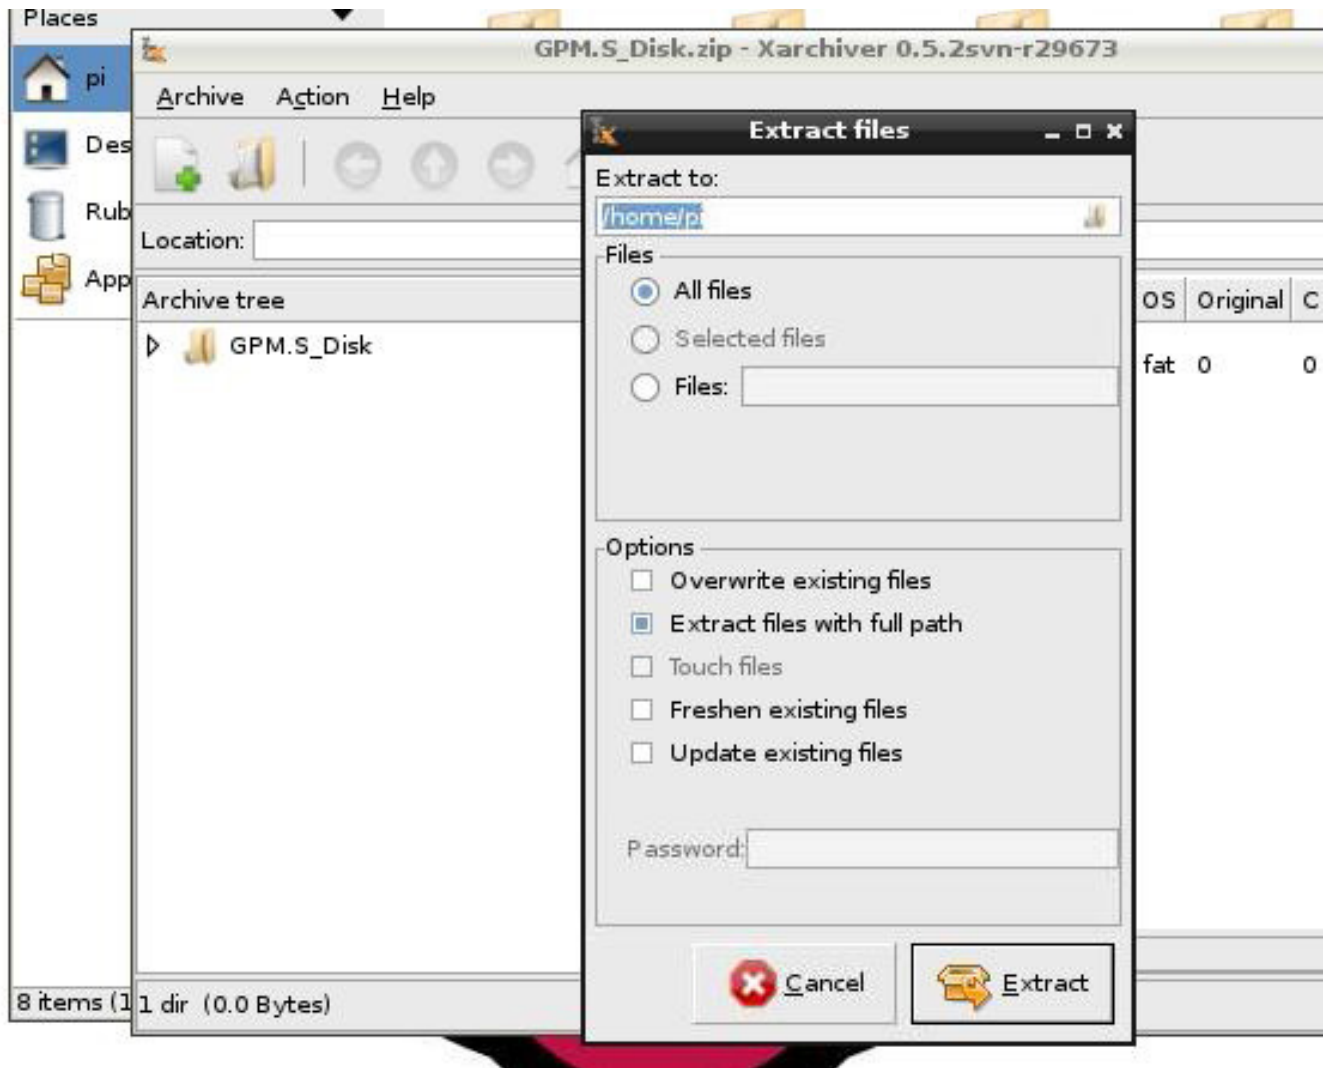 Places
pi
Des
Rub
App
8 items (1
GPM.S_Disk.zip - Xarchiver 0.5.2svn-r29673
Archive Action Help
Location:
Archive tree
GPM.S_Disk
OS Original C
fat 0 0
1 dir (0.0 Bytes)
Extract files
Extract to:
/home/pi
Files
All files
Selected files
Files:
Options
Overwrite existing files
Extract files with full path
Touch files
Freshen existing files
Update existing files
Password:
Cancel Extract